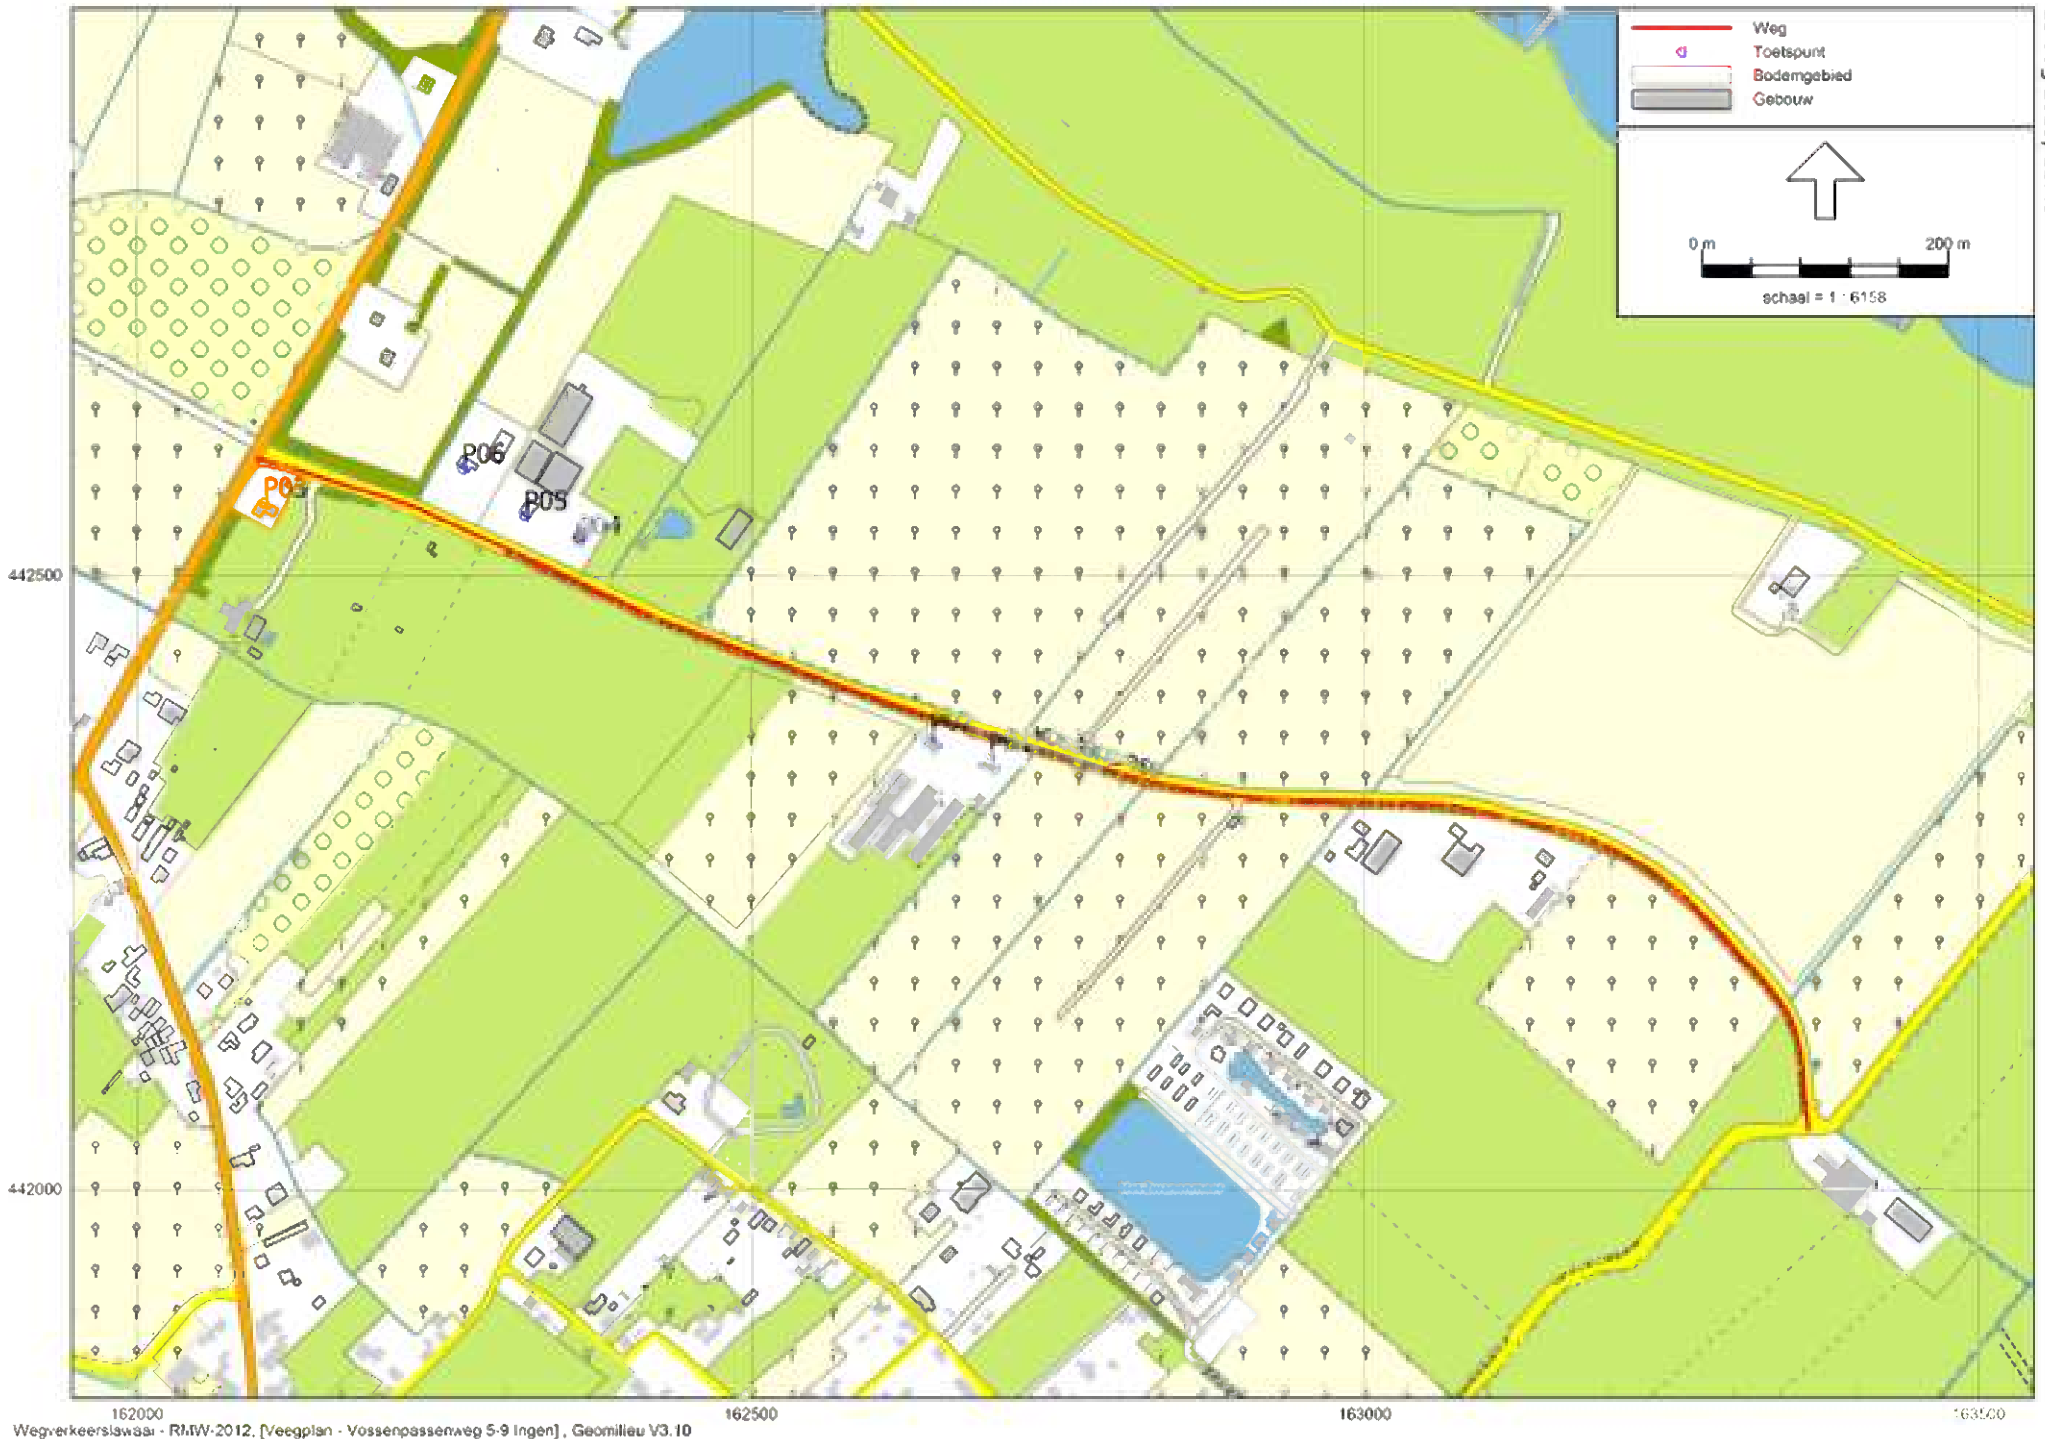 Weg
Toetspunt
Bodemgebied
Gebouw
0 m 200 m
schaal = 1 : 6158
P06
P05
442500
442000
162000 162500 163000 163500
Wegverkeerslawaai - RMW-2012, [Veegplan - Vossenpassenweg 5-9 Ingen] , Geomilieu V3.10